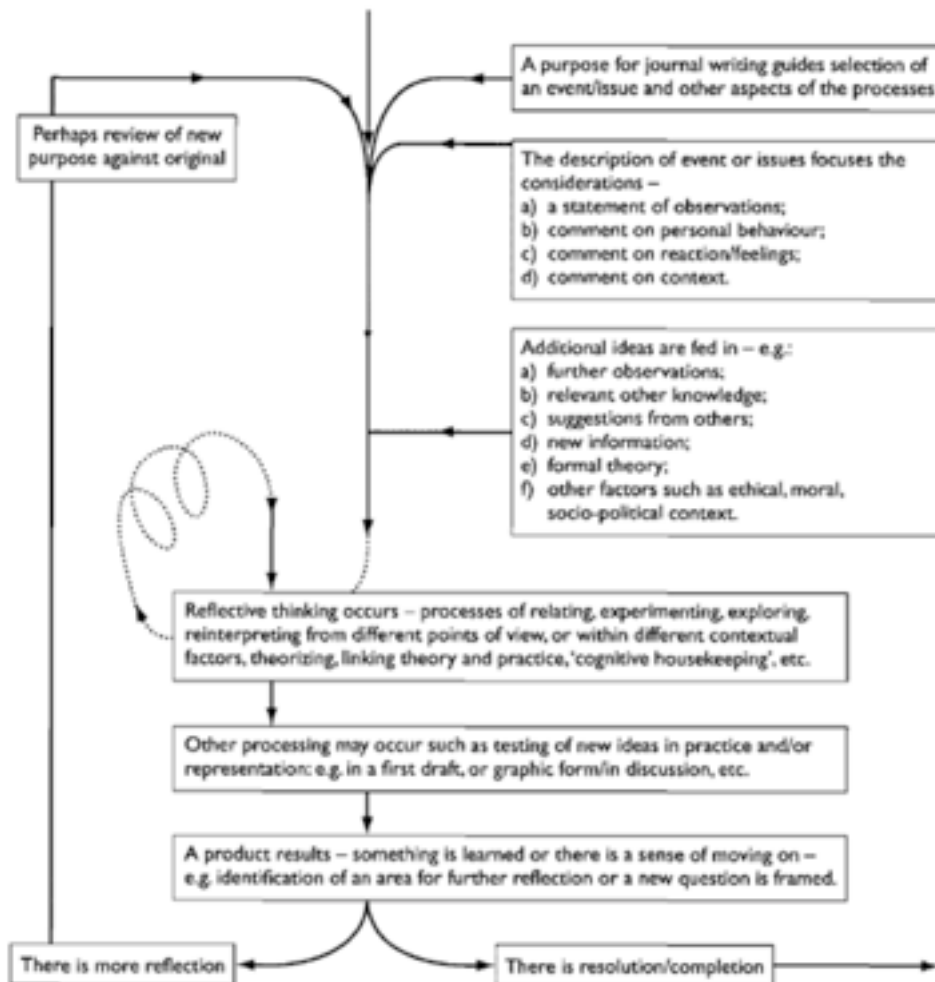 A purpose for journal writing guides selection of
an event/issue and other aspects of the processes
Perhaps review of new
purpose against original
The description of event or issues focuses the
considerations –
a) a statement of observations;
b) comment on personal behaviour;
c) comment on reaction/feelings;
d) comment on context.
Additional ideas are fed in – e.g.:
a) further observations;
b) relevant other knowledge;
c) suggestions from others;
d) new information;
e) formal theory;
f) other factors such as ethical, moral,
socio-political context.
Reflective thinking occurs – processes of relating, experimenting, exploring,
reinterpreting from different points of view, or within different contextual
factors, theorizing, linking theory and practice, 'cognitive housekeeping', etc.
Other processing may occur such as testing of new ideas in practice and/or
representation: e.g. in a first draft, or graphic form/in discussion, etc.
A product results – something is learned or there is a sense of moving on –
e.g. identification of an area for further reflection or a new question is framed.
There is more reflection
There is resolution/completion